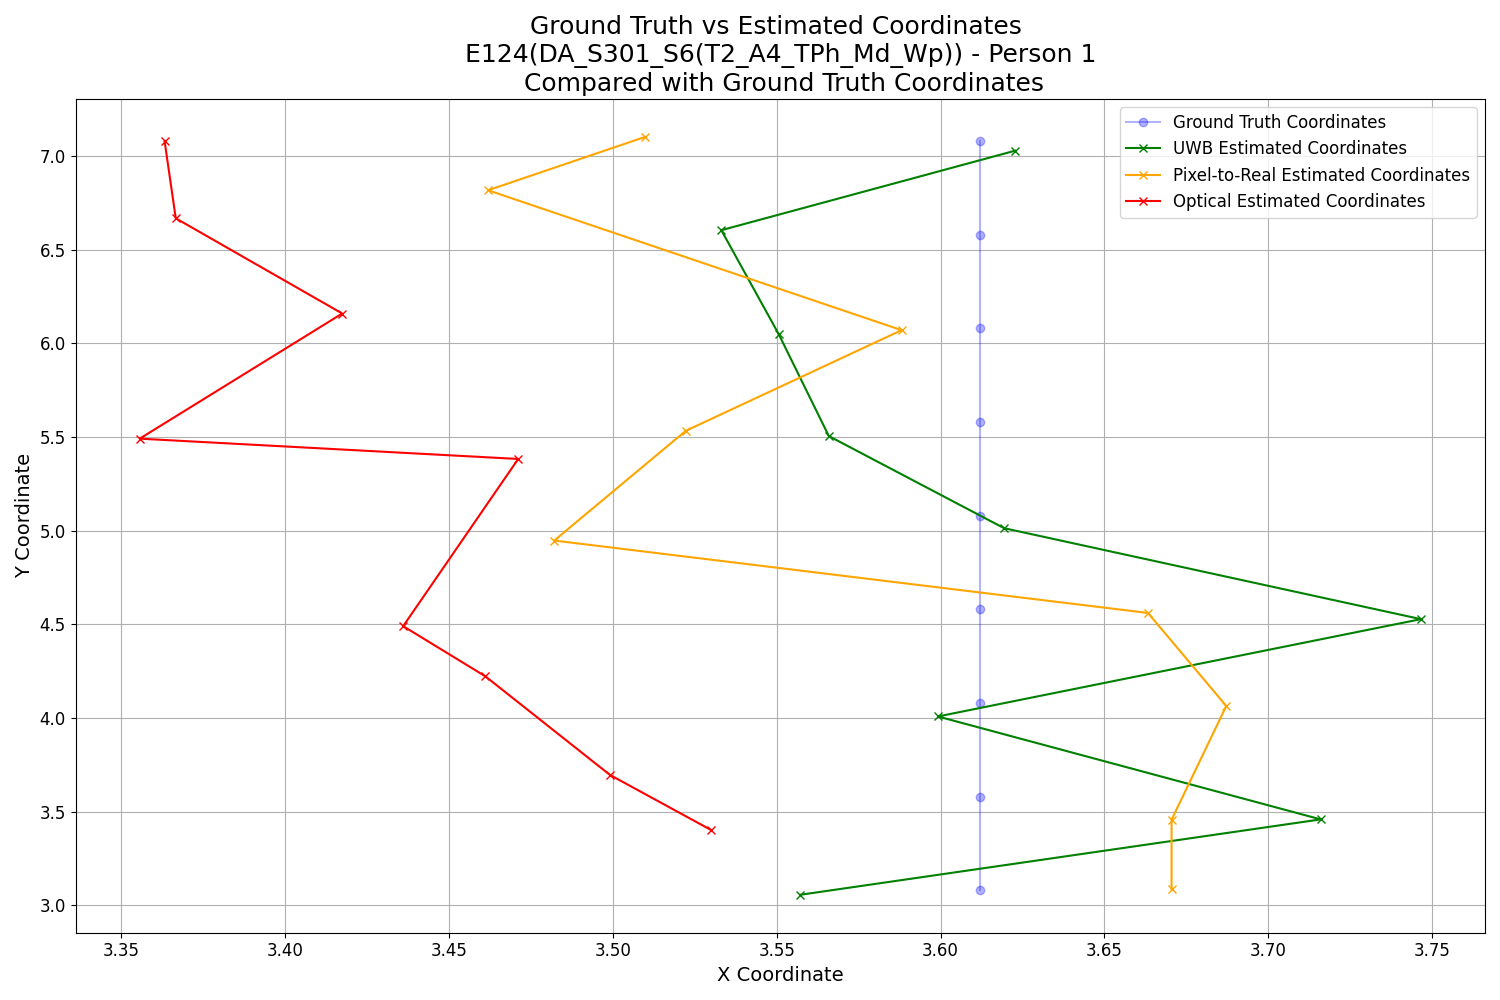 Ground Truth vs Estimated Coordinates
E124(DA_S301_S6(T2_A4_TPh_Md_Wp)) - Person 1
Compared with Ground Truth Coordinates
Ground Truth Coordinates
UWB Estimated Coordinates
Pixel-to-Real Estimated Coordinates
Optical Estimated Coordinates
Y Coordinate
7.0
6.5
6.0
5.5
5.0
4.5
4.0
3.5
3.0
3.35 3.40 3.45 3.50 3.55 3.60 3.65 3.70 3.75
X Coordinate